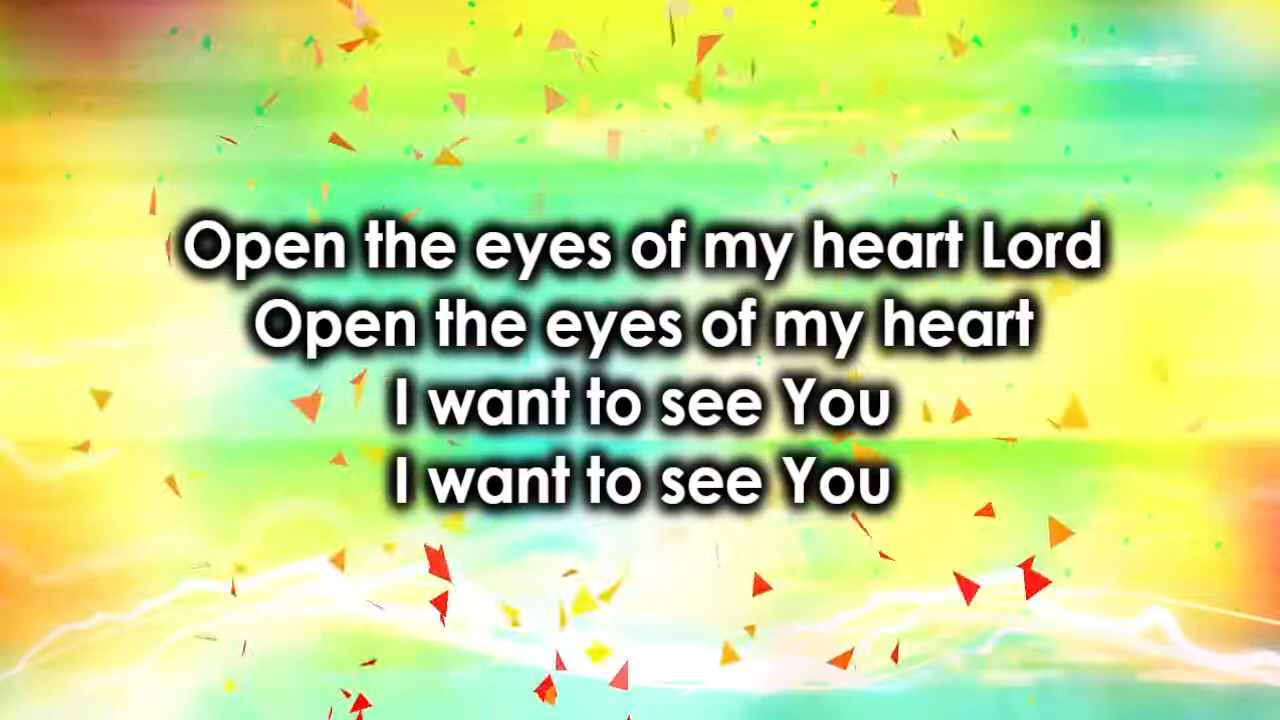 Open the eyes of my heart Lord
Open the eyes of my heart
I want to see You
I want to see You